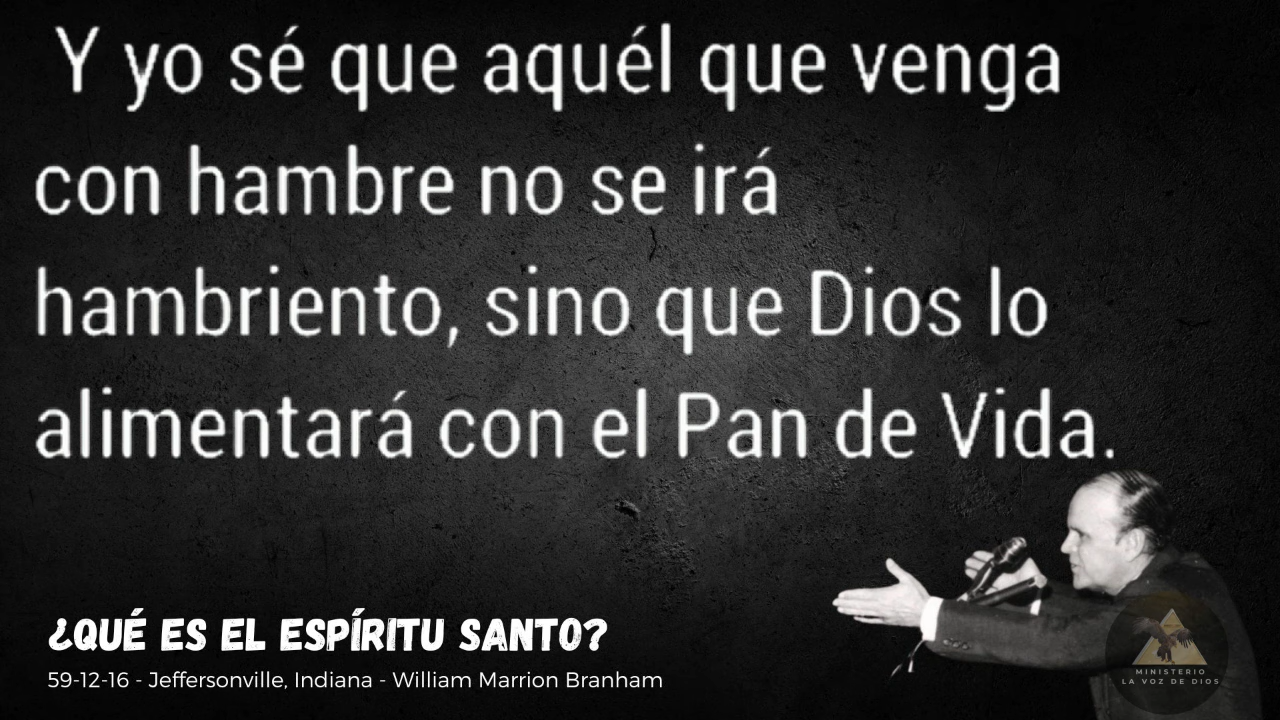 Y yo sé que aquél que venga
con hambre no se irá
hambriento, sino que Dios lo
alimentará con el Pan de Vida.
¿QUÉ ES EL ESPÍRITU SANTO?
59-12-16 - Jeffersonville, Indiana - William Marrion Branham
MINISTERIO
LA VOZ DE DIOS